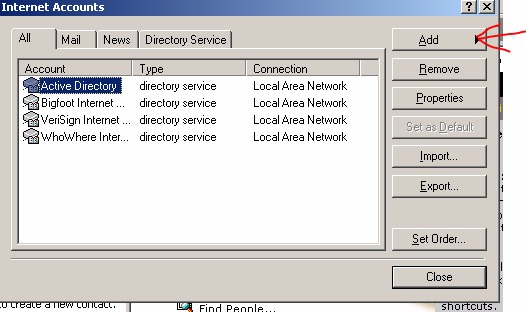 Internet Accounts
All Mail News Directory Service
Add
Remove
Properties
Set as Default
Import...
Export...
Set Order...
Close
Account Type Connection
Active Directory directory service Local Area Network
Bigfoot Internet ... directory service Local Area Network
VeriSign Internet ... directory service Local Area Network
WhoWhere Inter... directory service Local Area Network
to create a new contact.
Find People...
shortcuts.